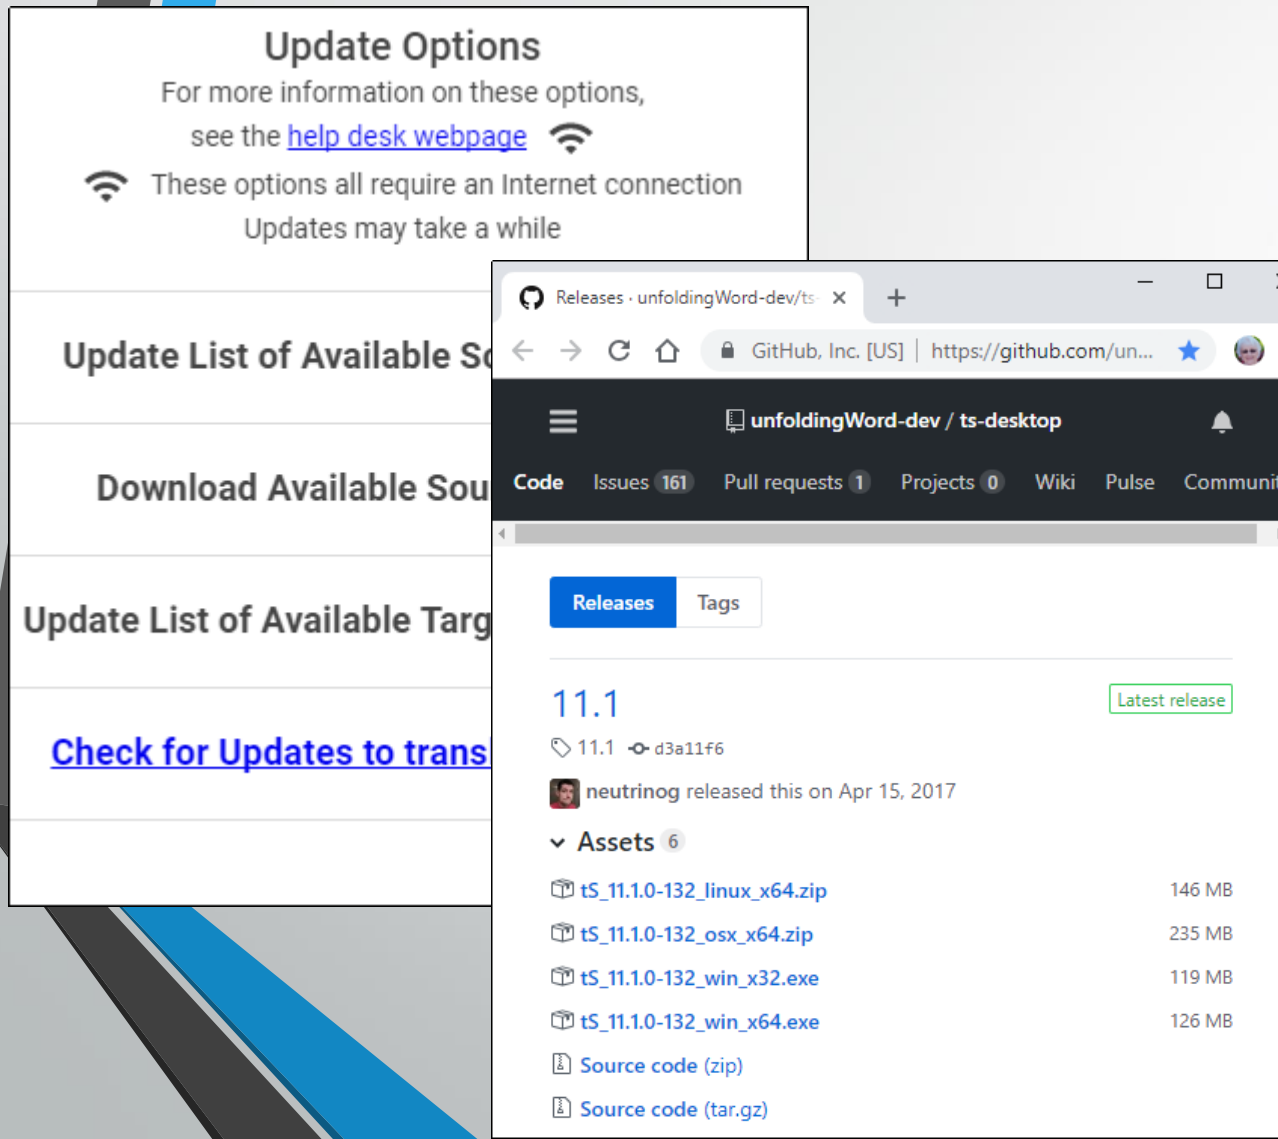 Update Options
For more information on these options,
see the help desk webpage
These options all require an Internet connection
Updates may take a while
Update List of Available
Download Available
Update List of Available
Check for Updates to
Releases · unfoldingWord-dev/ts-
GitHub, Inc. [US] | https://github.com/un...
unfoldingWord-dev / ts-desktop
Code Issues 161 Pull requests 1 Projects 0 Wiki Pulse
Releases Tags
11.1 Latest release
11.1 d3a11f6
neutrinog released this on Apr 15, 2017
Assets 6
tS_11.1.0-132_linux_x64.zip 146 MB
tS_11.1.0-132_osx_x64.zip 235 MB
tS_11.1.0-132_win_x32.exe 119 MB
tS_11.1.0-132_win_x64.exe 126 MB
Source code (zip)
Source code (tar.gz)